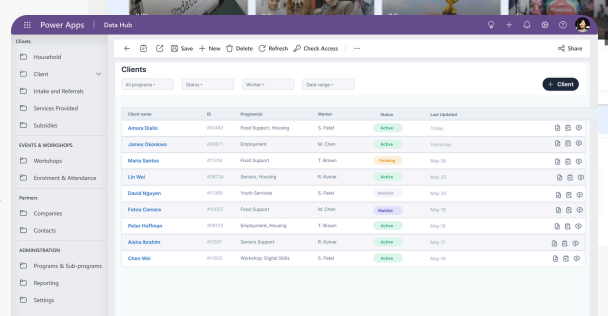 Update
Power Apps | Data Hub
Clients
Household
Client
Intake and Referrals
Services Provided
Subsidies
EVENTS & WORKSHOPS
Workshops
Enrolment & Attendance
Partners
Companies
Contacts
ADMINISTRATION
Programs & Sub-programs
Reporting
Settings
Save + New Delete Refresh Check Access Share
Clients
All programs Status Worker Date range + Client
Client name ID Program(s) Worker Status Last Updated
Amara Diallo #10482 Food Support, Housing S. Patel Active Today
James Okonkwo Employment M. Chen Active Yesterday
Maria Santos #11204 Food Support T. Brown Pending May 26
Lin Wei Seniors, Housing R. Kumar Active
David Nguyen Youth Services S. Patel Inactive May 20
Fatou Camara Food Support M. Chen Waitlist May 19
Peter Hoffman Employment, Housing T. Brown Active May 18
Aisha Ibrahim Seniors Support R. Kumar Active May 17
Chen Wei Workshop: Digital Skills S. Patel Active May 16